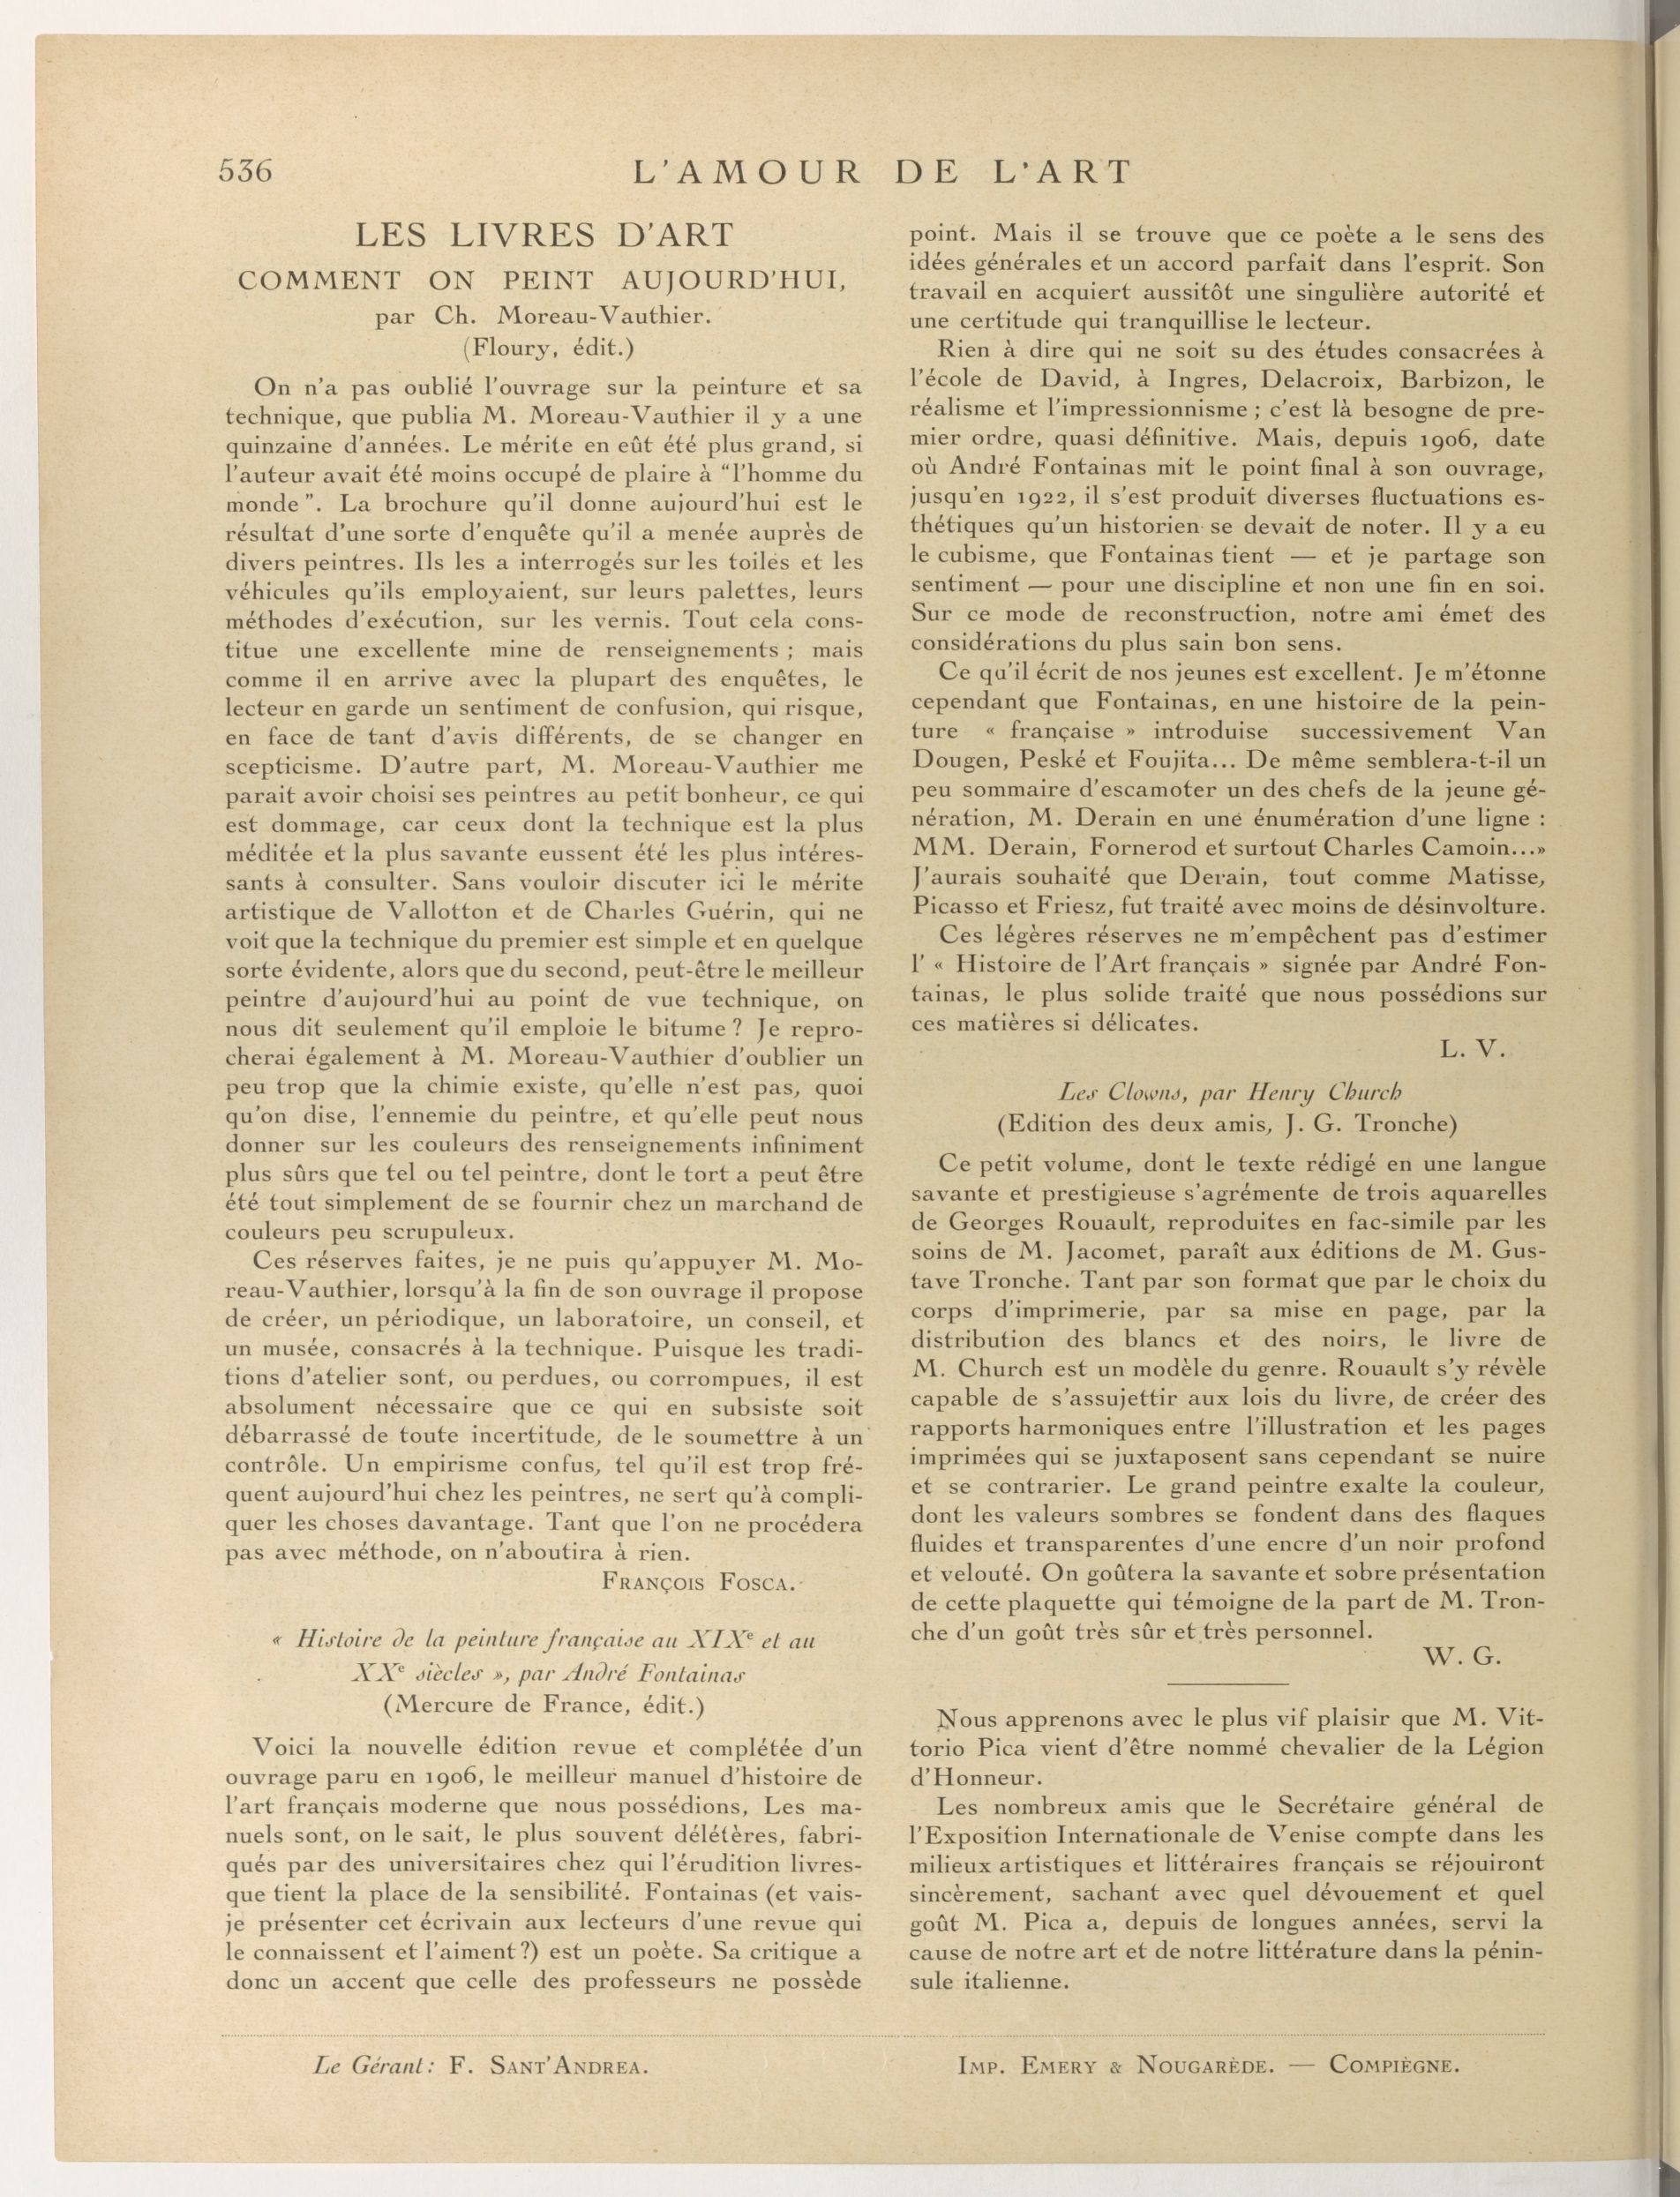 536
L'AMOUR DE L'ART
LES LIVRES D'ART
COMMENT ON PEINT AUJOURD'HUI,
par Ch. Moreau-Vauthier.
(Floury, édit.)
On n'a pas oublié l'ouvrage sur la peinture et sa
technique, que publia M. Moreau-Vauthier il y a une
quinzaine d'années. Le mérite en eût été plus grand, si
l'auteur avait été moins occupé de plaire à "l'homme du
monde". La brochure qu'il donne aujourd'hui est le
résultat d'une sorte d'enquête qu'il a menée auprès de
divers peintres. Ils les a interrogés sur les toiles et les
véhicules qu'ils employaient, sur leurs palettes, leurs
méthodes d'exécution, sur les vernis. Tout cela cons-
titue une excellente mine de renseignements ; mais
comme il en arrive avec la plupart des enquêtes, le
lecteur en garde un sentiment de confusion, qui risque,
en face de tant d'avis différents, de se changer en
scepticisme. D'autre part, M. Moreau-Vauthier me
parait avoir choisi ses peintres au petit bonheur, ce qui
est dommage, car ceux dont la technique est la plus
méditée et la plus savante eussent été les plus intéres-
sants à consulter. Sans vouloir discuter ici le mérite
artistique de Vallotton et de Charles Guérin, qui ne
voit que la technique du premier est simple et en quelque
sorte évidente, alors que du second, peut-être le meilleur
peintre d'aujourd'hui au point de vue technique, on
nous dit seulement qu'il emploie le bitume ? Je repro-
cherai également à M. Moreau-Vauthier d'oublier un
peu trop que la chimie existe, qu'elle n'est pas, quoi
qu'on dise, l'ennemie du peintre, et qu'elle peut nous
donner sur les couleurs des renseignements infiniment
plus sûrs que tel ou tel peintre, dont le tort a peut être
été tout simplement de se fournir chez un marchand de
couleurs peu scrupuleux.
Ces réserves faites, je ne puis qu'appuyer M. Mo-
reau-Vauthier, lorsqu'à la fin de son ouvrage il propose
de créer, un périodique, un laboratoire, un conseil, et
un musée, consacrés à la technique. Puisque les tradi-
tions d'atelier sont, ou perdues, ou corrompues, il est
absolument nécessaire que ce qui en subsiste soit
débarrassé de toute incertitude, de le soumettre à un
contrôle. Un empirisme confus, tel qu'il est trop fré-
quent aujourd'hui chez les peintres, ne sert qu'à compli-
quer les choses davantage. Tant que l'on ne procédera
pas avec méthode, on n'aboutira à rien.
FRANÇOIS FOSCA.
« Histoire de la peinture française au XIXe et au
XXe siècles », par André Fontainas
(Mercure de France, édit.)
Voici la nouvelle édition revue et complétée d'un
ouvrage paru en 1906, le meilleur manuel d'histoire de
l'art français moderne que nous possédions, Les ma-
nuels sont, on le sait, le plus souvent délétères, fabri-
qués par des universitaires chez qui l'érudition livres-
que tient la place de la sensibilité. Fontainas (et vais-
je présenter cet écrivain aux lecteurs d'une revue qui
le connaissent et l'aiment ?) est un poète. Sa critique a
donc un accent que celle des professeurs ne possède
point. Mais il se trouve que ce poète a le sens des
idées générales et un accord parfait dans l'esprit. Son
travail en acquiert aussitôt une singulière autorité et
une certitude qui tranquillise le lecteur.
Rien à dire qui ne soit su des études consacrées à
l'école de David, à Ingres, Delacroix, Barbizon, le
réalisme et l'impressionnisme ; c'est là besogne de pre-
mier ordre, quasi définitive. Mais, depuis 1906, date
où André Fontainas mit le point final à son ouvrage,
jusqu'en 1922, il s'est produit diverses fluctuations es-
thétiques qu'un historien se devait de noter. Il y a eu
le cubisme, que Fontainas tient — et je partage son
sentiment — pour une discipline et non une fin en soi.
Sur ce mode de reconstruction, notre ami émet des
considérations du plus sain bon sens.
Ce qu'il écrit de nos jeunes est excellent. Je m'étonne
cependant que Fontainas, en une histoire de la pein-
ture « française » introduise successivement Van
Dougen, Peské et Foujita... De même semblera-t-il un
peu sommaire d'escamoter un des chefs de la jeune gé-
nération, M. Derain en une énumération d'une ligne :
MM. Derain, Fornerod et surtout Charles Camoin...»
J'aurais souhaité que Derain, tout comme Matisse,
Picasso et Friesz, fut traité avec moins de désinvolture.
Ces légères réserves ne m'empêchent pas d'estimer
l' « Histoire de l'Art français » signée par André Fon-
tainas, le plus solide traité que nous possédions sur
ces matières si délicates.
L. V.
Les Clowns, par Henry Church
(Edition des deux amis, J. G. Tronche)
Ce petit volume, dont le texte rédigé en une langue
savante et prestigieuse s'agrémente de trois aquarelles
de Georges Rouault, reproduites en fac-simile par les
soins de M. Jacomet, paraît aux éditions de M. Gus-
tave Tronche. Tant par son format que par le choix du
corps d'imprimerie, par sa mise en page, par la
distribution des blancs et des noirs, le livre de
M. Church est un modèle du genre. Rouault s'y révèle
capable de s'assujettir aux lois du livre, de créer des
rapports harmoniques entre l'illustration et les pages
imprimées qui se juxtaposent sans cependant se nuire
et se contrarier. Le grand peintre exalte la couleur,
dont les valeurs sombres se fondent dans des flaques
fluides et transparentes d'une encre d'un noir profond
et velouté. On goûtera la savante et sobre présentation
de cette plaquette qui témoigne de la part de M. Tron-
che d'un goût très sûr et très personnel.
W. G.
Nous apprenons avec le plus vif plaisir que M. Vit-
torio Pica vient d'être nommé chevalier de la Légion
d'Honneur.
Les nombreux amis que le Secrétaire général de
l'Exposition Internationale de Venise compte dans les
milieux artistiques et littéraires français se réjouiront
sincèrement, sachant avec quel dévouement et quel
goût M. Pica a, depuis de longues années, servi la
cause de notre art et de notre littérature dans la pénin-
sule italienne.
Le Gérant : F. SANT'ANDREA.
IMP. EMERY & NOUGARÈDE. — COMPIÈGNE.